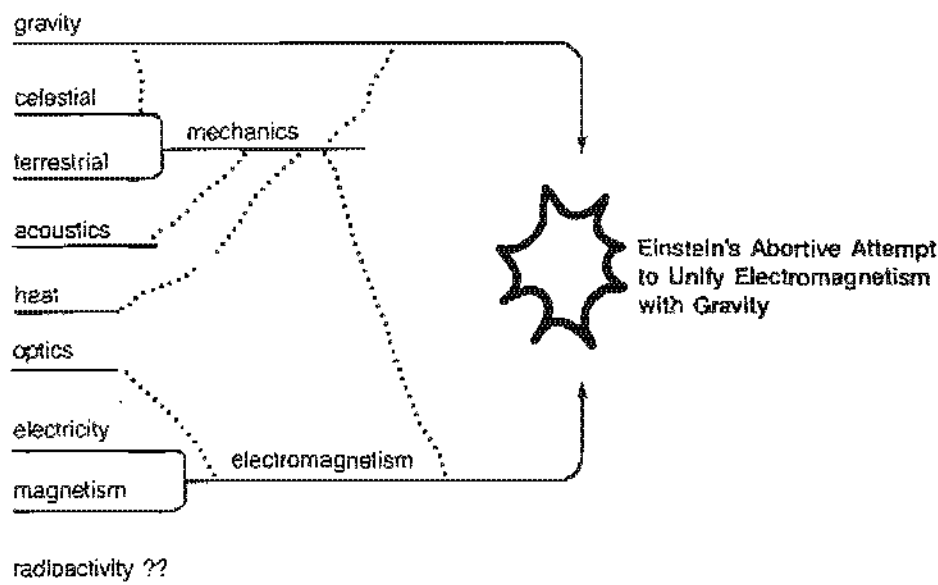 gravity
celestial
mechanics
terrestrial
acoustics
Einstein's Abortive Attempt
to Unify Electromagnetism
with Gravity
heat
optics
electricity
electromagnetism
magnetism
radioactivity ??